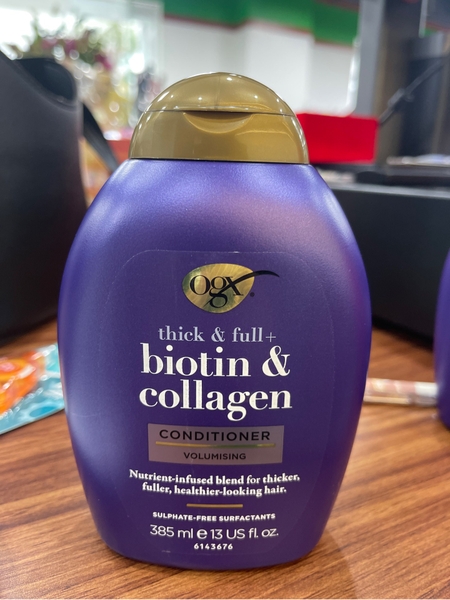 Ogx®
thick & full+
biotin &
collagen
CONDITIONER
VOLUMISING
Nutrient-infused blend for thicker,
fuller, healthier-looking hair.
SULPHATE-FREE SURFACTANTS
385 ml ℮ 13 US fl. oz.
6143676